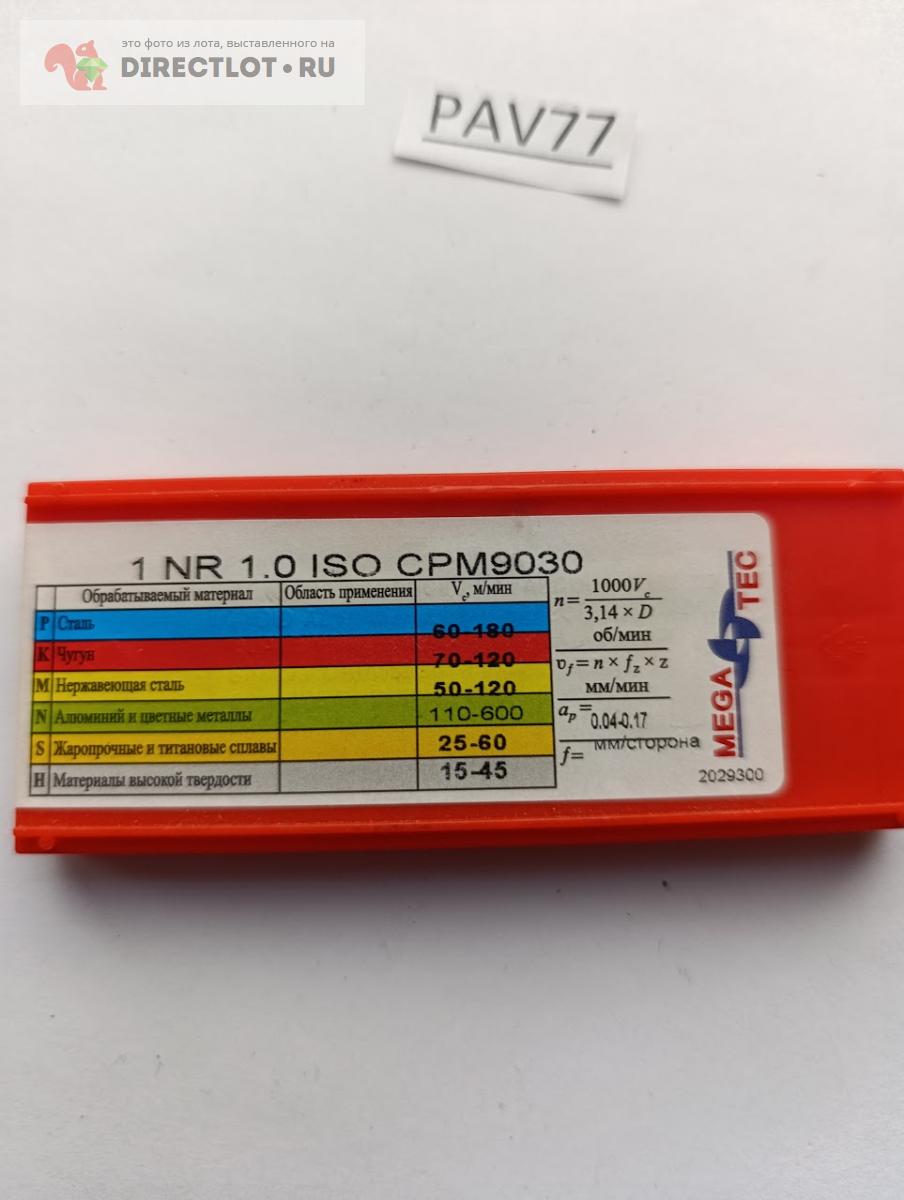 это фото из лота, выставленного на
DIRECTLOT•RU
PAV77
1 NR 1.0 ISO CPM9030
Обрабатываемый материал Область применения Vc, м/мин
P Сталь 60-180
K Чугун 70-120
M Нержавеющая сталь 50-120
N Алюминий и цветные металлы 110-600
S Жаропрочные и титановые сплавы 25-60
H Материалы высокой твердости 15-45
n= 1000Vc
3,14 × D
об/мин
υf = n × fz × z
мм/мин
ap=
0.04-0.17
f= мм/сторона
MEGA TEC
2029300